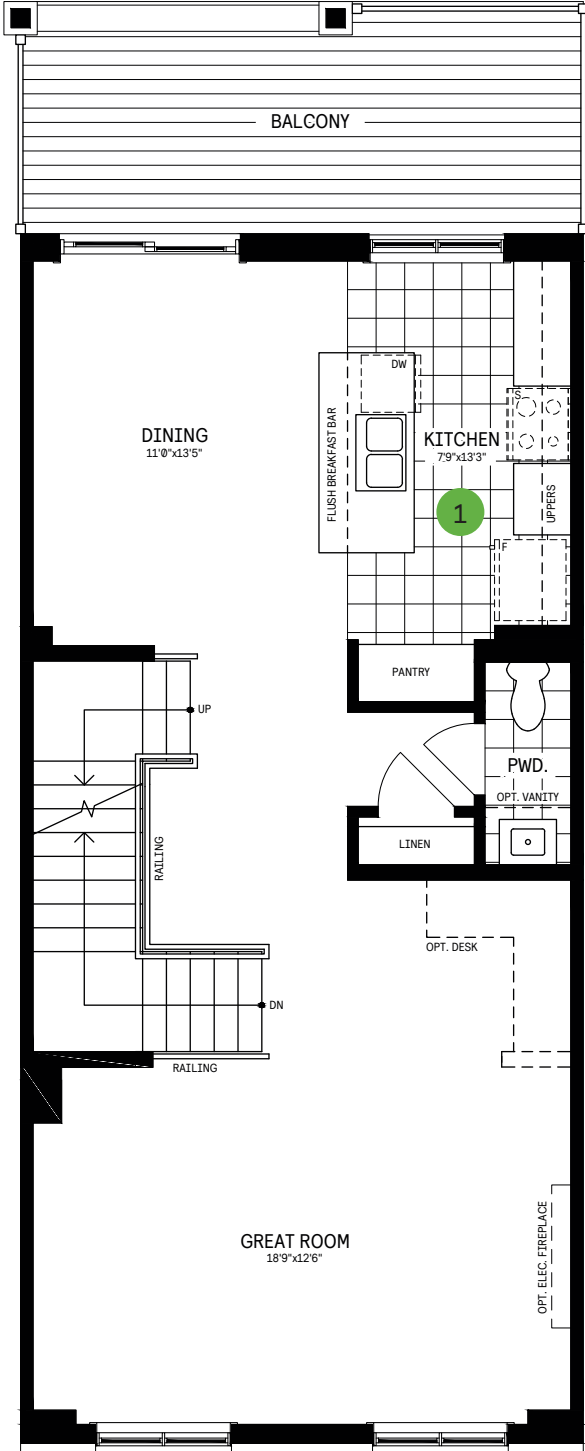 BALCONY
DW
DINING
11'0"x13'5"
FLUSH BREAKFAST BAR
KITCHEN
7'9"x13'3"
S
1
UPPERS
F
PANTRY
UP
PWD.
OPT. VANITY
RAILING
LINEN
OPT. DESK
DN
RAILING
GREAT ROOM
18'9"x12'6"
OPT. ELEC. FIREPLACE